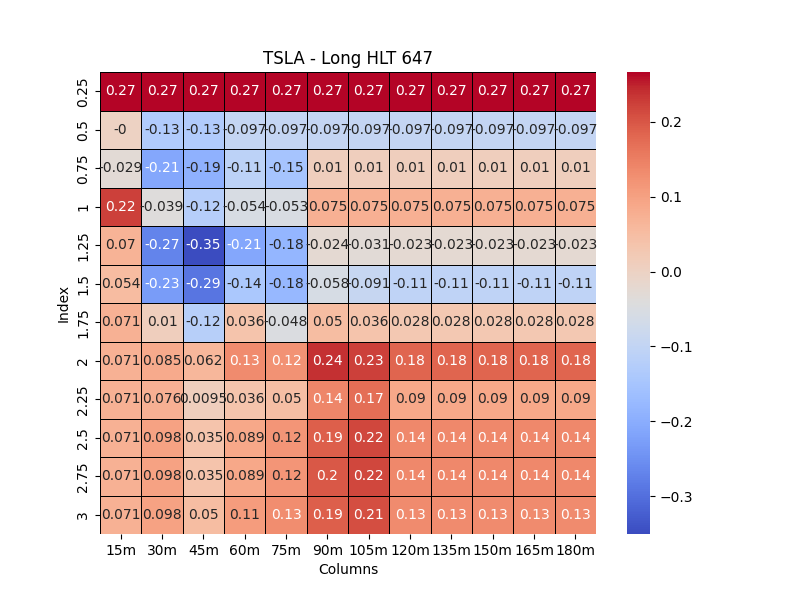 TSLA - Long HLT 647
0.25 0.27 0.27 0.27 0.27 0.27 0.27 0.27 0.27 0.27 0.27 0.27 0.27
0.5 -0 -0.13 -0.13 -0.097 -0.097 -0.097 -0.097 -0.097 -0.097 -0.097 -0.097 -0.097
0.75 -0.029 -0.21 -0.19 -0.11 -0.15 0.01 0.01 0.01 0.01 0.01 0.01 0.01
1 0.22 -0.039 -0.12 -0.054 -0.053 0.075 0.075 0.075 0.075 0.075 0.075 0.075
1.25 0.07 -0.27 -0.35 -0.21 -0.18 -0.024 -0.031 -0.023 -0.023 -0.023 -0.023 -0.023
1.5 0.054 -0.23 -0.29 -0.14 -0.18 -0.058 -0.091 -0.11 -0.11 -0.11 -0.11 -0.11
1.75 0.071 0.01 -0.12 0.036 -0.048 0.05 0.036 0.028 0.028 0.028 0.028 0.028
2 0.071 0.085 0.062 0.13 0.12 0.24 0.23 0.18 0.18 0.18 0.18 0.18
2.25 0.071 0.076 0.0095 0.036 0.05 0.14 0.17 0.09 0.09 0.09 0.09 0.09
2.5 0.071 0.098 0.035 0.089 0.12 0.19 0.22 0.14 0.14 0.14 0.14 0.14
2.75 0.071 0.098 0.035 0.089 0.12 0.2 0.22 0.14 0.14 0.14 0.14 0.14
3 0.071 0.098 0.05 0.11 0.13 0.19 0.21 0.13 0.13 0.13 0.13 0.13
15m 30m 45m 60m 75m 90m 105m 120m 135m 150m 165m 180m
Columns
Index
0.2
0.1
0.0
−0.1
−0.2
−0.3